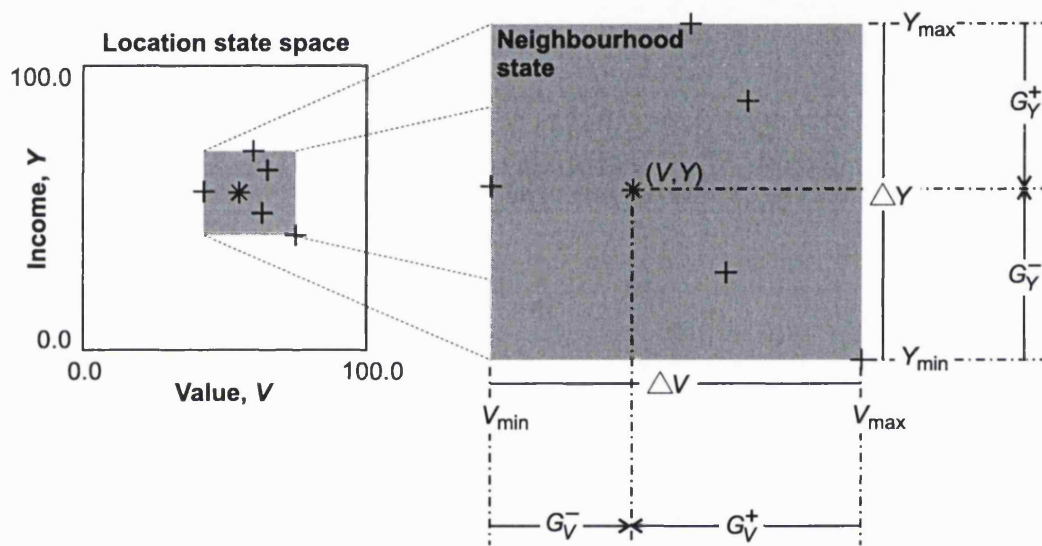 Location state space
100.0
Income, Y
0.0
0.0
100.0
Value, V
Neighbourhood
state
(V,Y)
Y_max
G_Y^+
△Y
G_Y^-
Y_min
△V
V_min
V_max
G_V^-
G_V^+